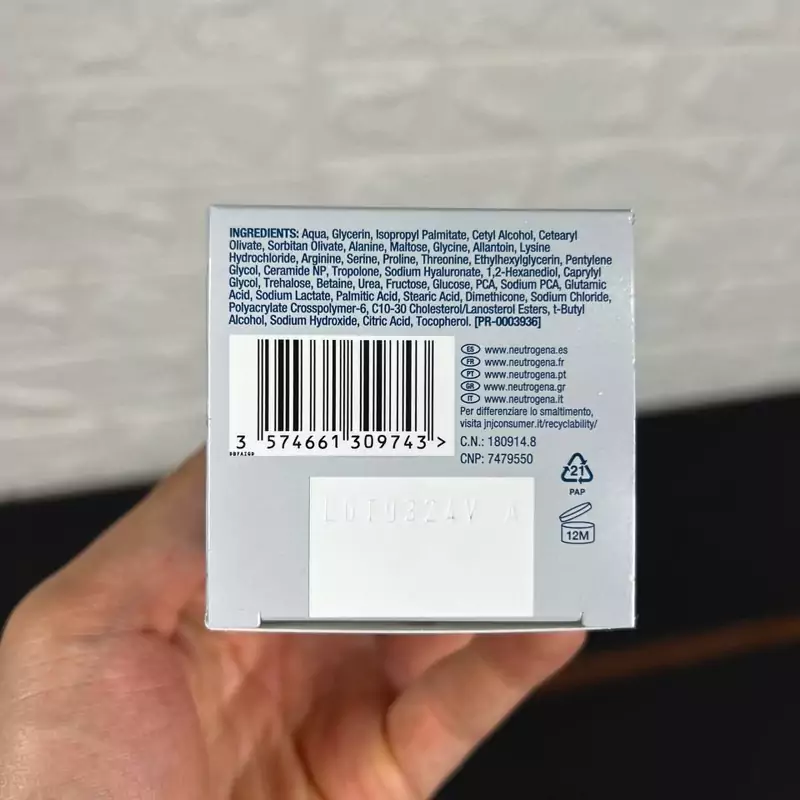 INGREDIENTS: Aqua, Glycerin, Isopropyl Palmitate, Cetyl Alcohol, Cetearyl
Olivate, Sorbitan Olivate, Alanine, Maltose, Glycine, Allantoin, Lysine
Hydrochloride, Arginine, Serine, Proline, Threonine, Ethylhexylglycerin, Pentylene
Glycol, Ceramide NP, Tropolone, Sodium Hyaluronate, 1,2-Hexanediol, Caprylyl
Glycol, Trehalose, Betaine, Urea, Fructose, Glucose, PCA, Sodium PCA, Glutamic
Acid, Sodium Lactate, Palmitic Acid, Stearic Acid, Dimethicone, Sodium Chloride,
Polyacrylate Crosspolymer-6, C10-30 Cholesterol/Lanosterol Esters, t-Butyl
Alcohol, Sodium Hydroxide, Citric Acid, Tocopherol. [PR-0003936]
3 574661 309743 >
ES www.neutrogena.es
FR www.neutrogena.fr
PT www.neutrogena.pt
GR www.neutrogena.gr
IT www.neutrogena.it
Per differenziare lo smaltimento,
visita jnjconsumer.it/recyclability/
C.N.: 180914.8
CNP: 7479550
21
PAP
12M
LOT0324V A